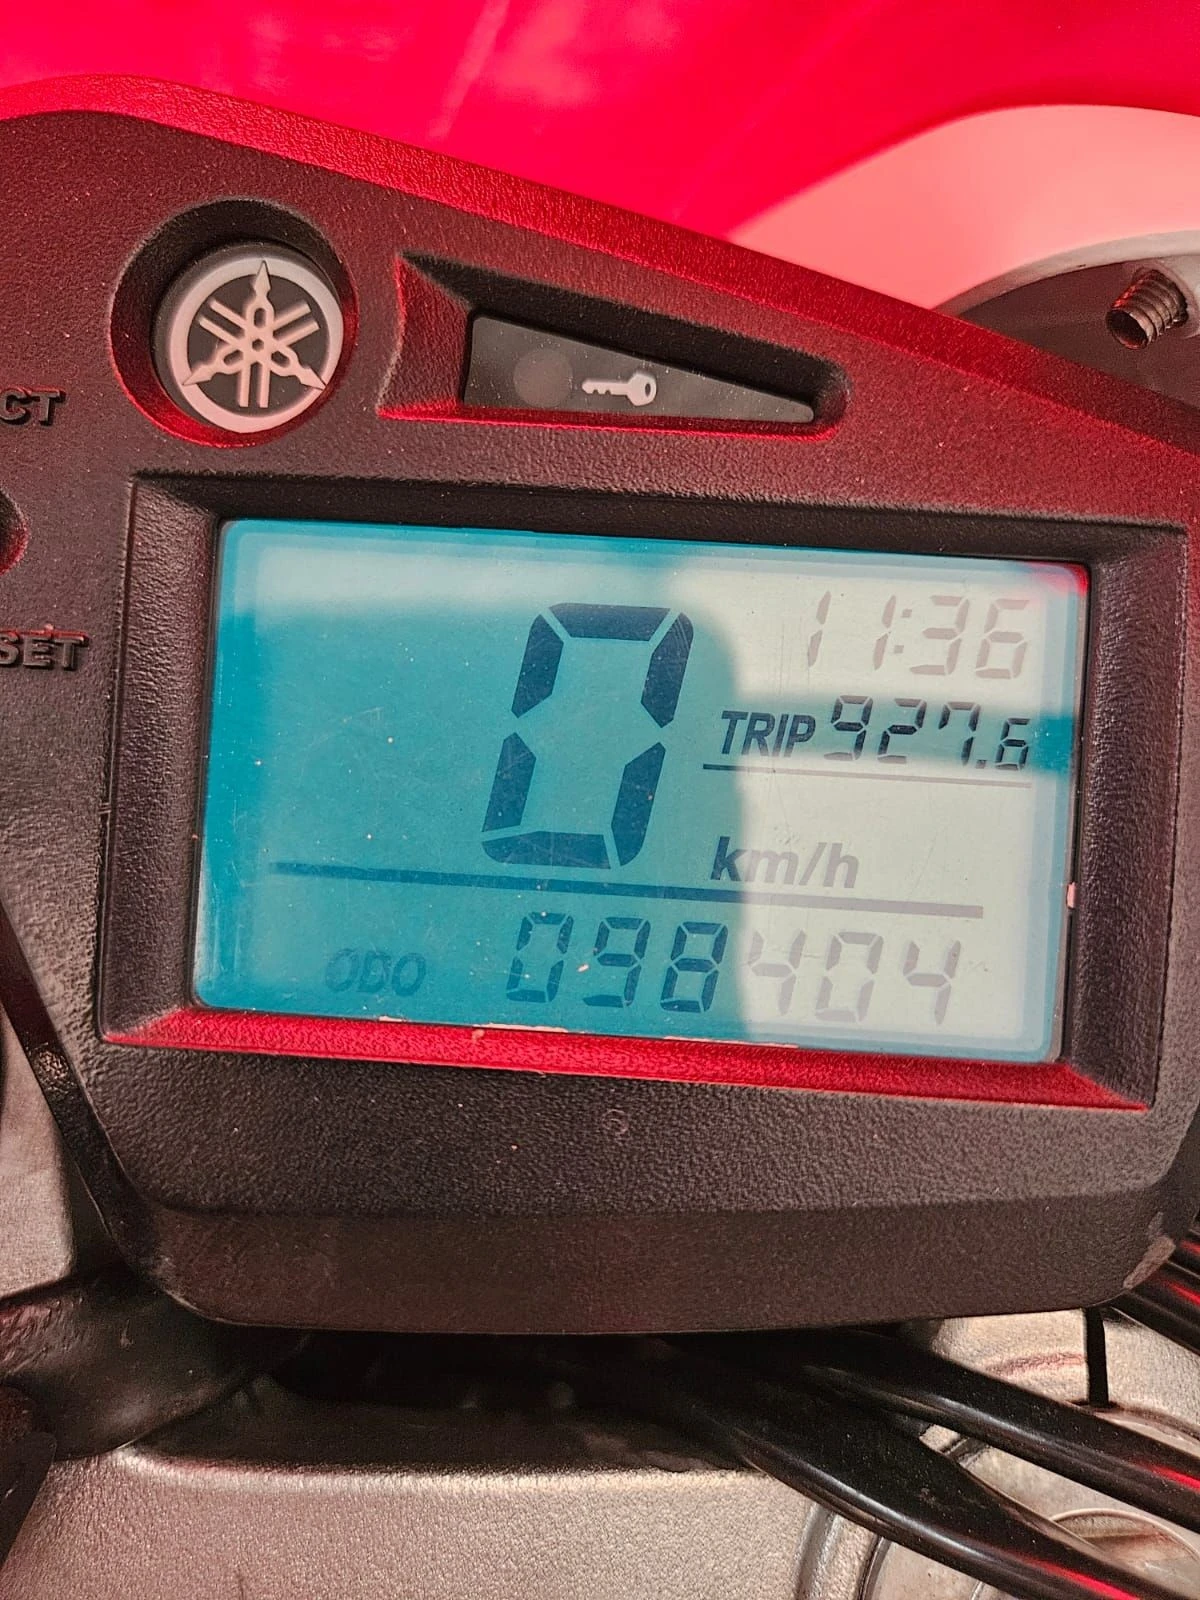 CT
SET
0
11:36
TRIP 927.6
km/h
ODO 098404